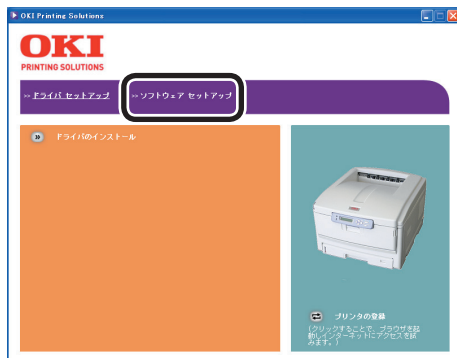 OKI Printing Solutions
OKI
PRINTING SOLUTIONS
ドライバ セットアップ
ソフトウェア セットアップ
ドライバのインストール
プリンタの登録
(クリックすることで、ブラウザを起
動しインターネットにアクセスを試
みます。)